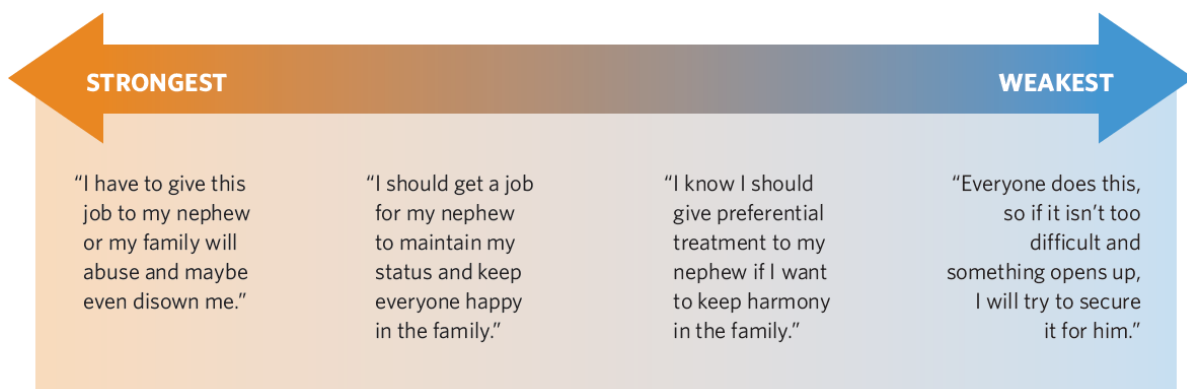 STRONGEST
WEAKEST
“I have to give this
job to my nephew
or my family will
abuse and maybe
even disown me.”
“I should get a job
for my nephew
to maintain my
status and keep
everyone happy
in the family.”
“I know I should
give preferential
treatment to my
nephew if I want
to keep harmony
in the family.”
“Everyone does this,
so if it isn’t too
difficult and
something opens up,
I will try to secure
it for him.”